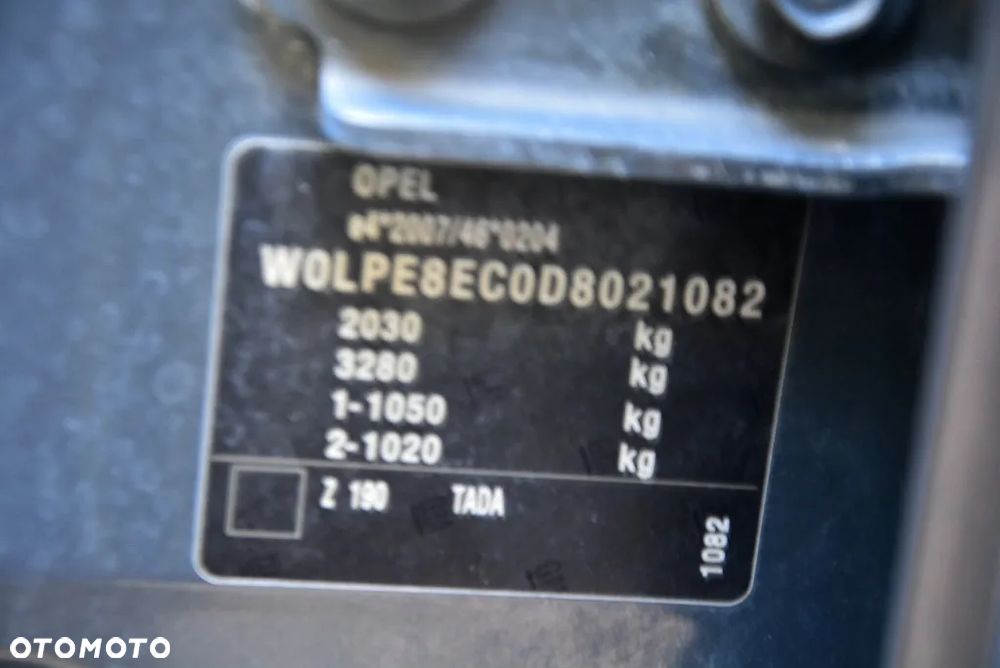 OPEL
e4*2007/46*0204
W0LPE8EC0D8021082
2030 kg
3280 kg
1-1050 kg
2-1020 kg
Z 190 TADA
1082
OTOMOTO